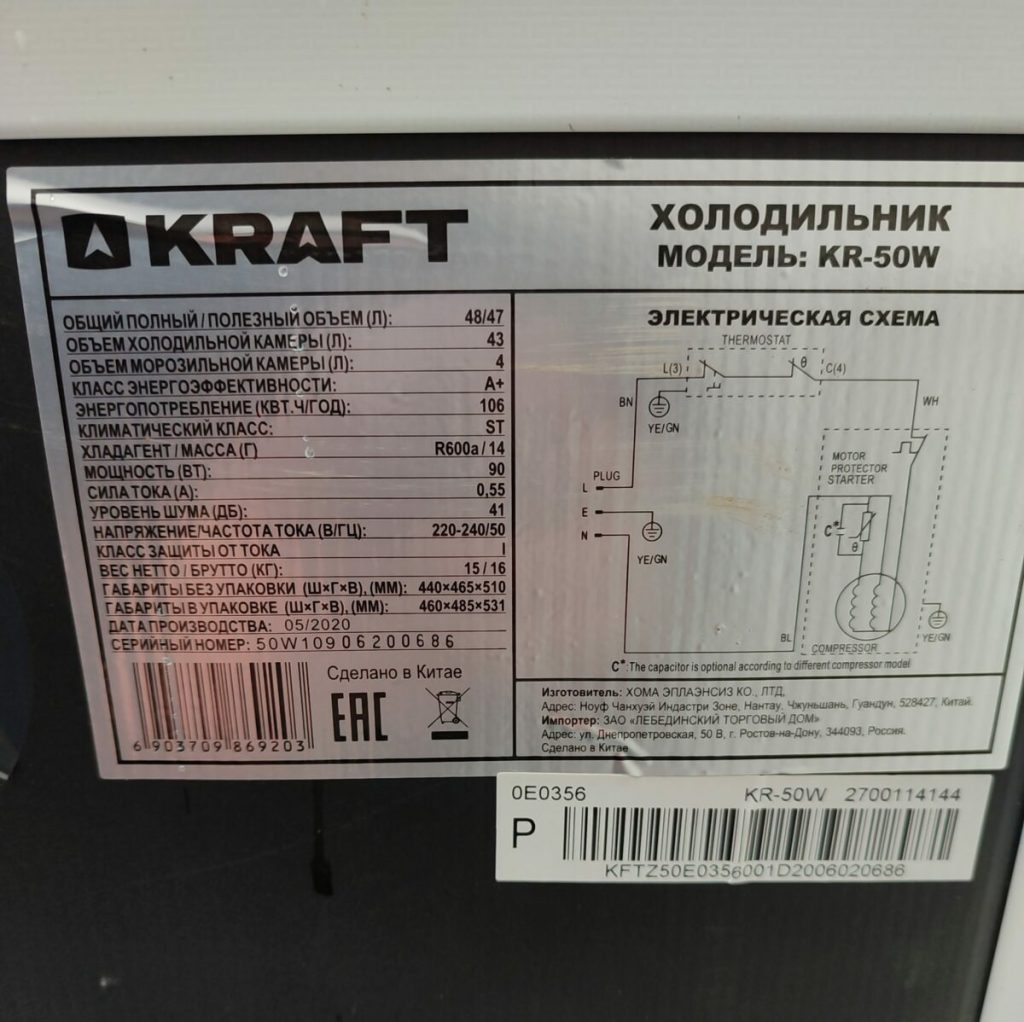 KRAFT
ХОЛОДИЛЬНИК
МОДЕЛЬ: KR-50W
ОБЩИЙ ПОЛНЫЙ / ПОЛЕЗНЫЙ ОБЪЕМ (Л): 48/47
ОБЪЕМ ХОЛОДИЛЬНОЙ КАМЕРЫ (Л): 43
ОБЪЕМ МОРОЗИЛЬНОЙ КАМЕРЫ (Л): 4
КЛАСС ЭНЕРГОЭФФЕКТИВНОСТИ: A+
ЭНЕРГОПОТРЕБЛЕНИЕ (КВТ.Ч/ГОД): 106
КЛИМАТИЧЕСКИЙ КЛАСС: ST
ХЛАДАГЕНТ / МАССА (Г) R600a / 14
МОЩНОСТЬ (ВТ): 90
СИЛА ТОКА (А): 0,55
УРОВЕНЬ ШУМА (ДБ): 41
НАПРЯЖЕНИЕ/ЧАСТОТА ТОКА (В/ГЦ): 220-240/50
КЛАСС ЗАЩИТЫ ОТ ТОКА I
ВЕС НЕТТО / БРУТТО (КГ): 15 / 16
ГАБАРИТЫ БЕЗ УПАКОВКИ (Ш×Г×В), (ММ): 440×465×510
ГАБАРИТЫ В УПАКОВКЕ (Ш×Г×В), (ММ): 460×485×531
ДАТА ПРОИЗВОДСТВА: 05/2020
СЕРИЙНЫЙ НОМЕР: 50W10906200686
Сделано в Китае
EAC
6 903709 869203
ЭЛЕКТРИЧЕСКАЯ СХЕМА
THERMOSTAT
L(3) θ C(4)
BN
WH
YE/GN
MOTOR
PROTECTOR
STARTER
PLUG
L
E
N
C*
θ
YE/GN
BL
YE/GN
COMPRESSOR
C*:The capacitor is optional according to different compressor model
Изготовитель: ХОМА ЭПЛАЭНСИЗ КО., ЛТД,
Адрес: Ноуф Чанхуэй Индастри Зоне, Нантау, Чжуньшань, Гуандун, 528427, Китай.
Импортер: ЗАО «ЛЕБЕДИНСКИЙ ТОРГОВЫЙ ДОМ»
Адрес: ул. Днепропетровская, 50 В, г. Ростов-на-Дону, 344093, Россия.
Сделано в Китае
0E0356 KR-50W 2700114144
P
KFTZ50E0356001D2006020686